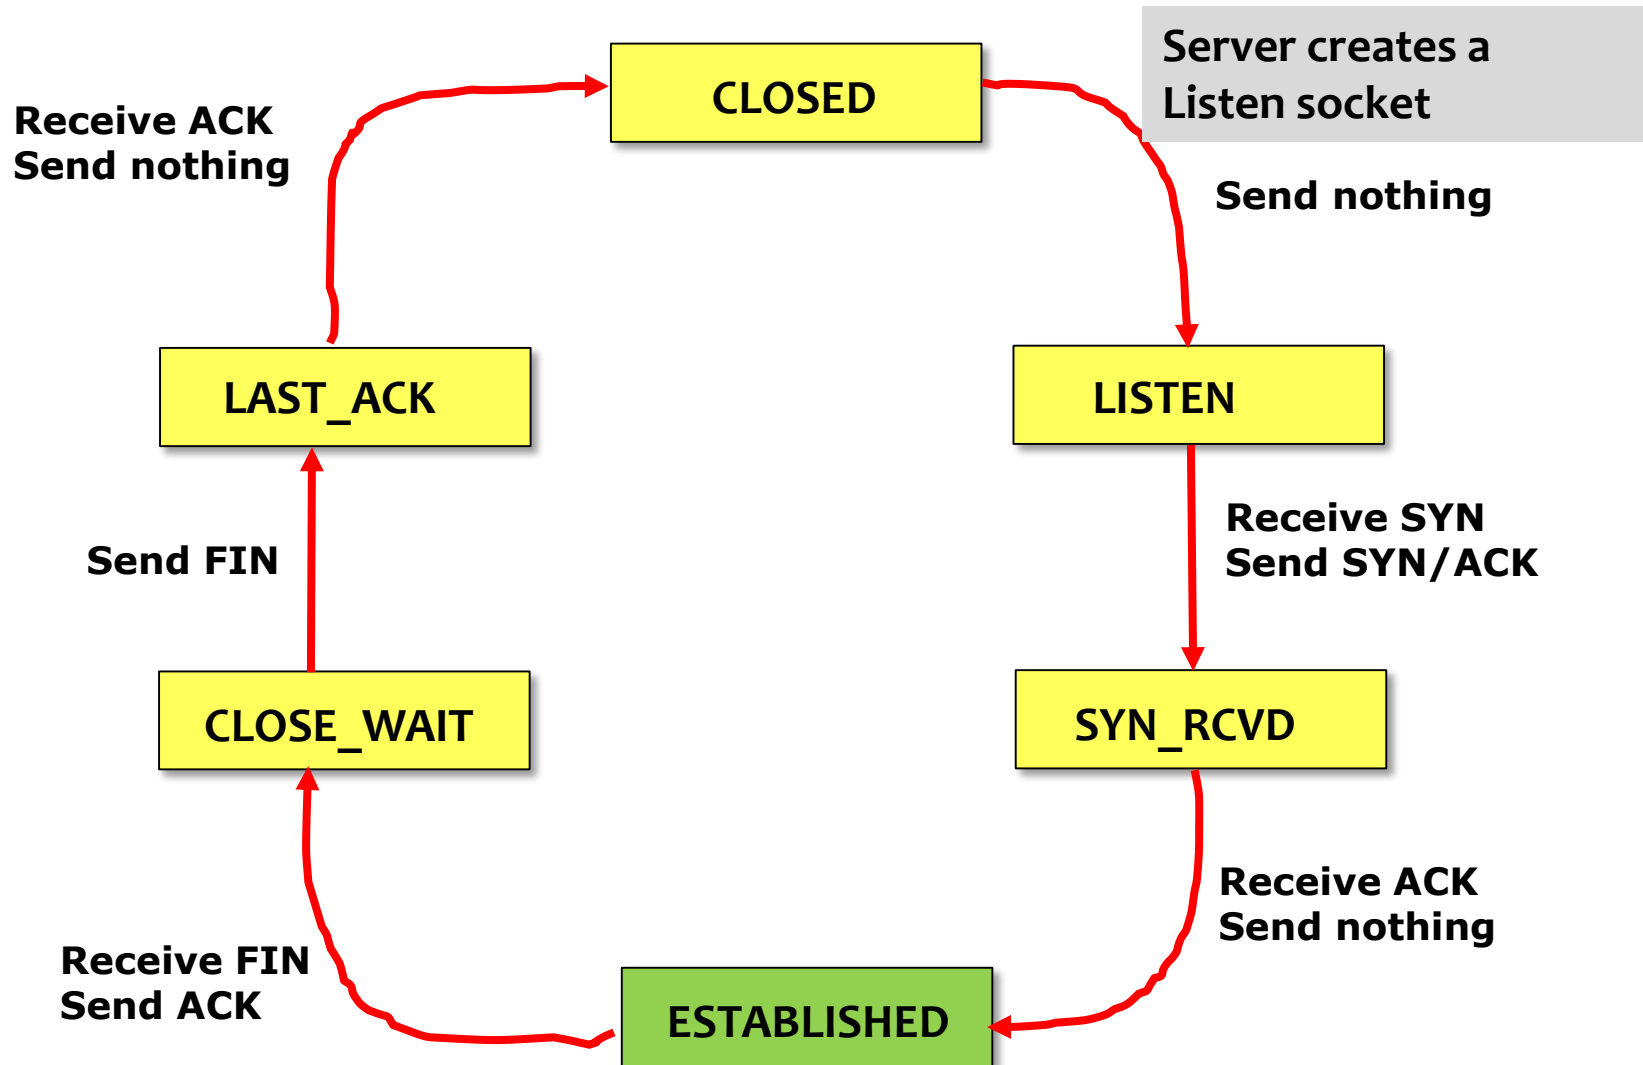 Server creates a
Listen socket
CLOSED
Receive ACK
Send nothing
Send nothing
LAST_ACK
LISTEN
Receive SYN
Send SYN/ACK
Send FIN
CLOSE_WAIT
SYN_RCVD
Receive ACK
Send nothing
Receive FIN
Send ACK
ESTABLISHED